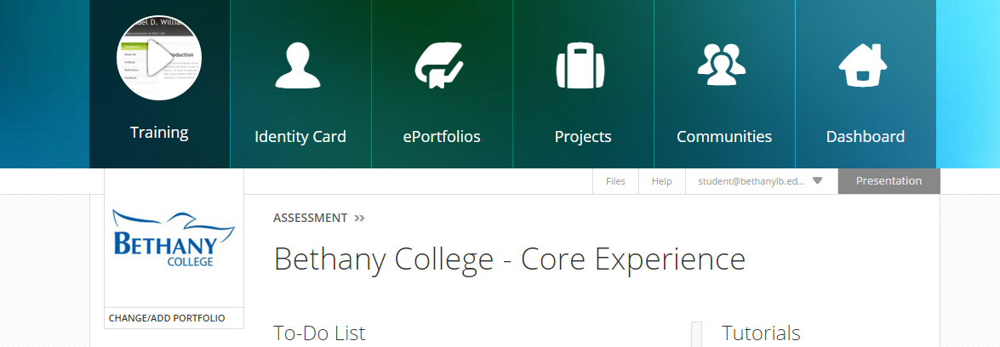 Training
Identity Card
ePortfolios
Projects
Communities
Dashboard
Files
Help
student@bethanylb.ed...
Presentation
BETHANY
COLLEGE
CHANGE/ADD PORTFOLIO
ASSESSMENT »
Bethany College - Core Experience
To-Do List
Tutorials